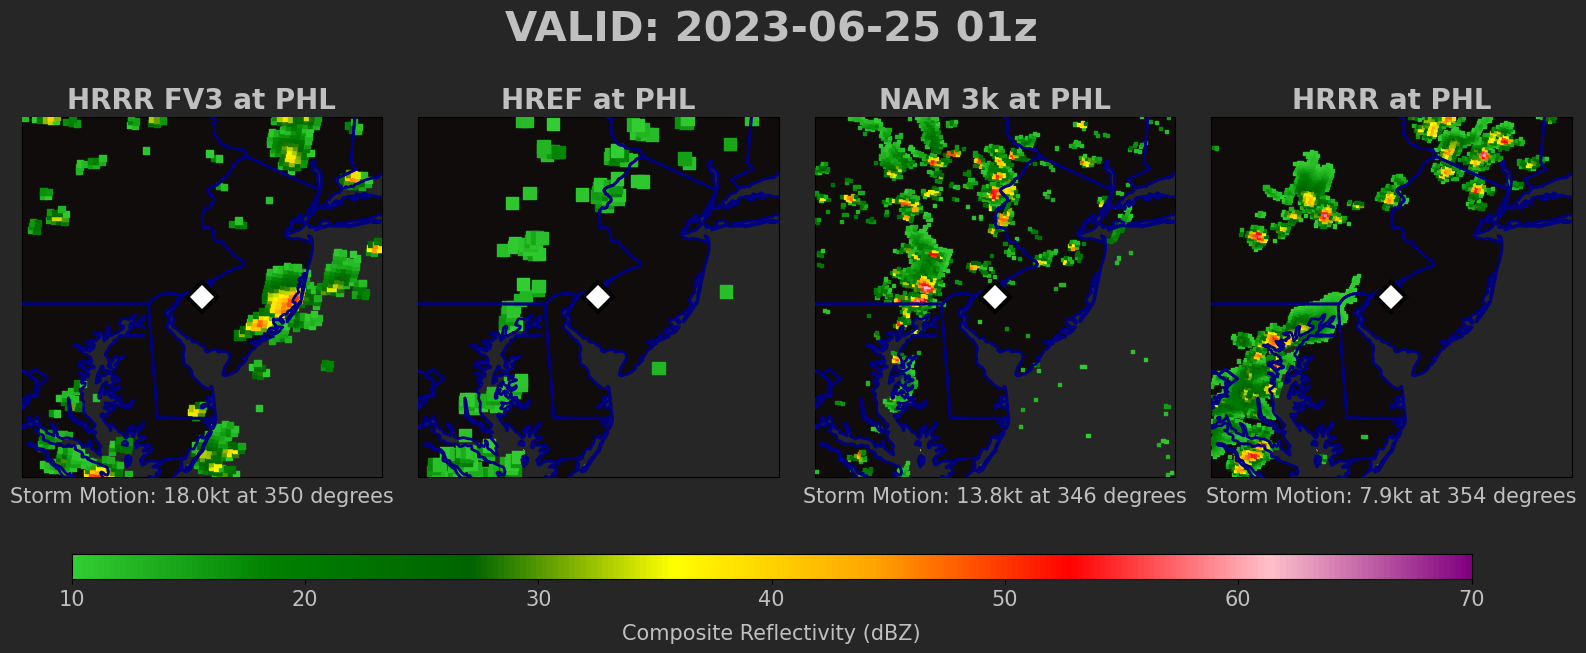 VALID: 2023-06-25 01z
HRRR FV3 at PHL
HREF at PHL
NAM 3k at PHL
HRRR at PHL
Storm Motion: 18.0kt at 350 degrees
Storm Motion: 13.8kt at 346 degrees
Storm Motion: 7.9kt at 354 degrees
10 20 30 40 50 60 70
Composite Reflectivity (dBZ)